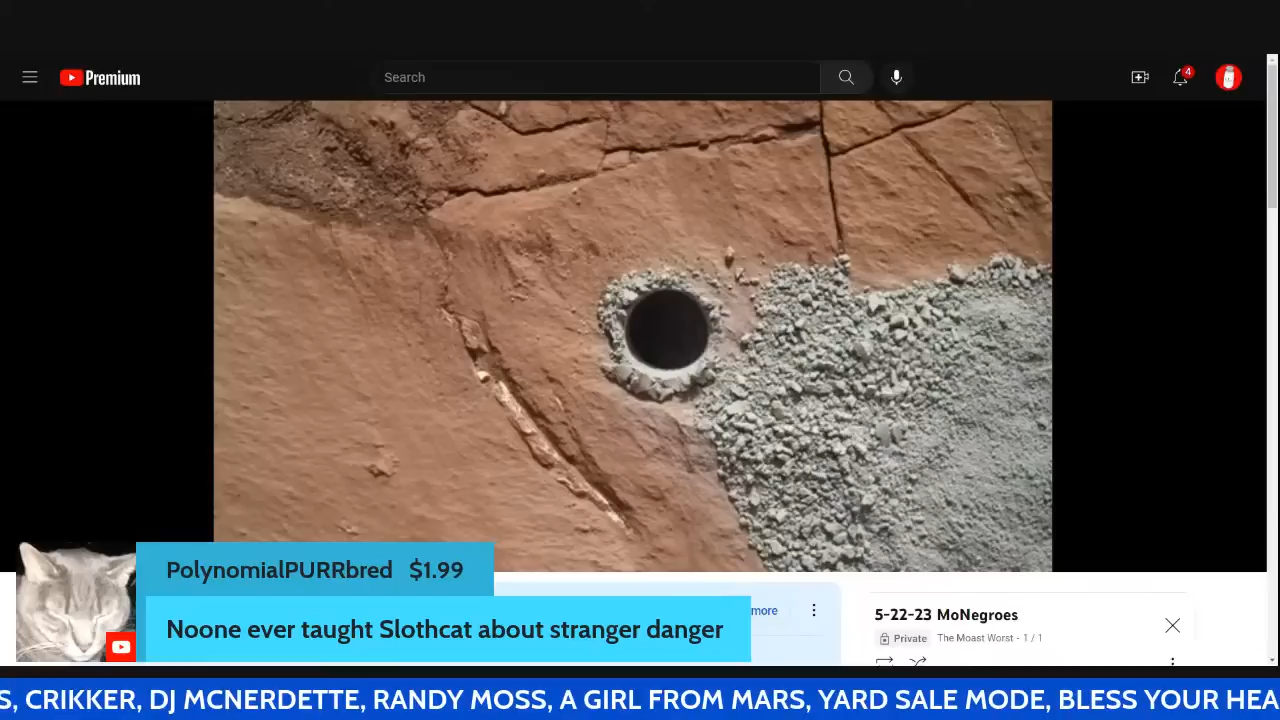 Premium
Search
4
PolynomialPURRbred $1.99
Noone ever taught Slothcat about stranger danger
more
5-22-23 MoNegroes
Private The Moast Worst - 1 / 1
S, CRIKKER, DJ MCNERDETTE, RANDY MOSS, A GIRL FROM MARS, YARD SALE MODE, BLESS YOUR HEA